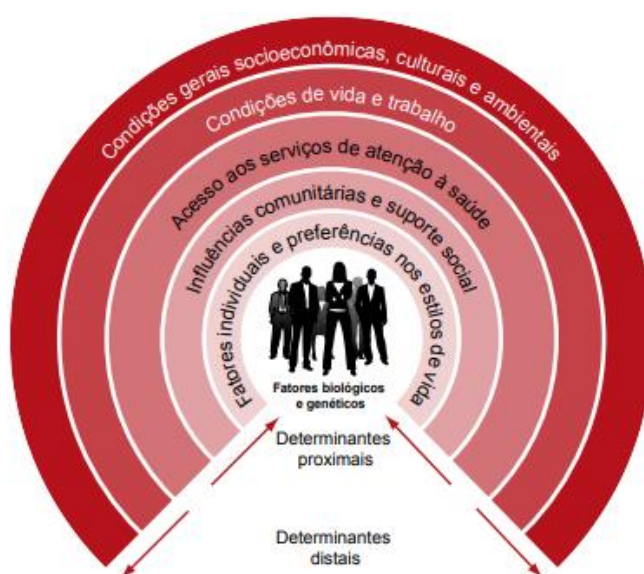 Condições gerais socioeconômicas, culturais e ambientais
Condições de vida e trabalho
Acesso aos serviços de atenção à saúde
Influências comunitárias e suporte social
Fatores individuais e preferências nos estilos de vida
Fatores biológicos
e genéticos
Determinantes
proximais
Determinantes
distais